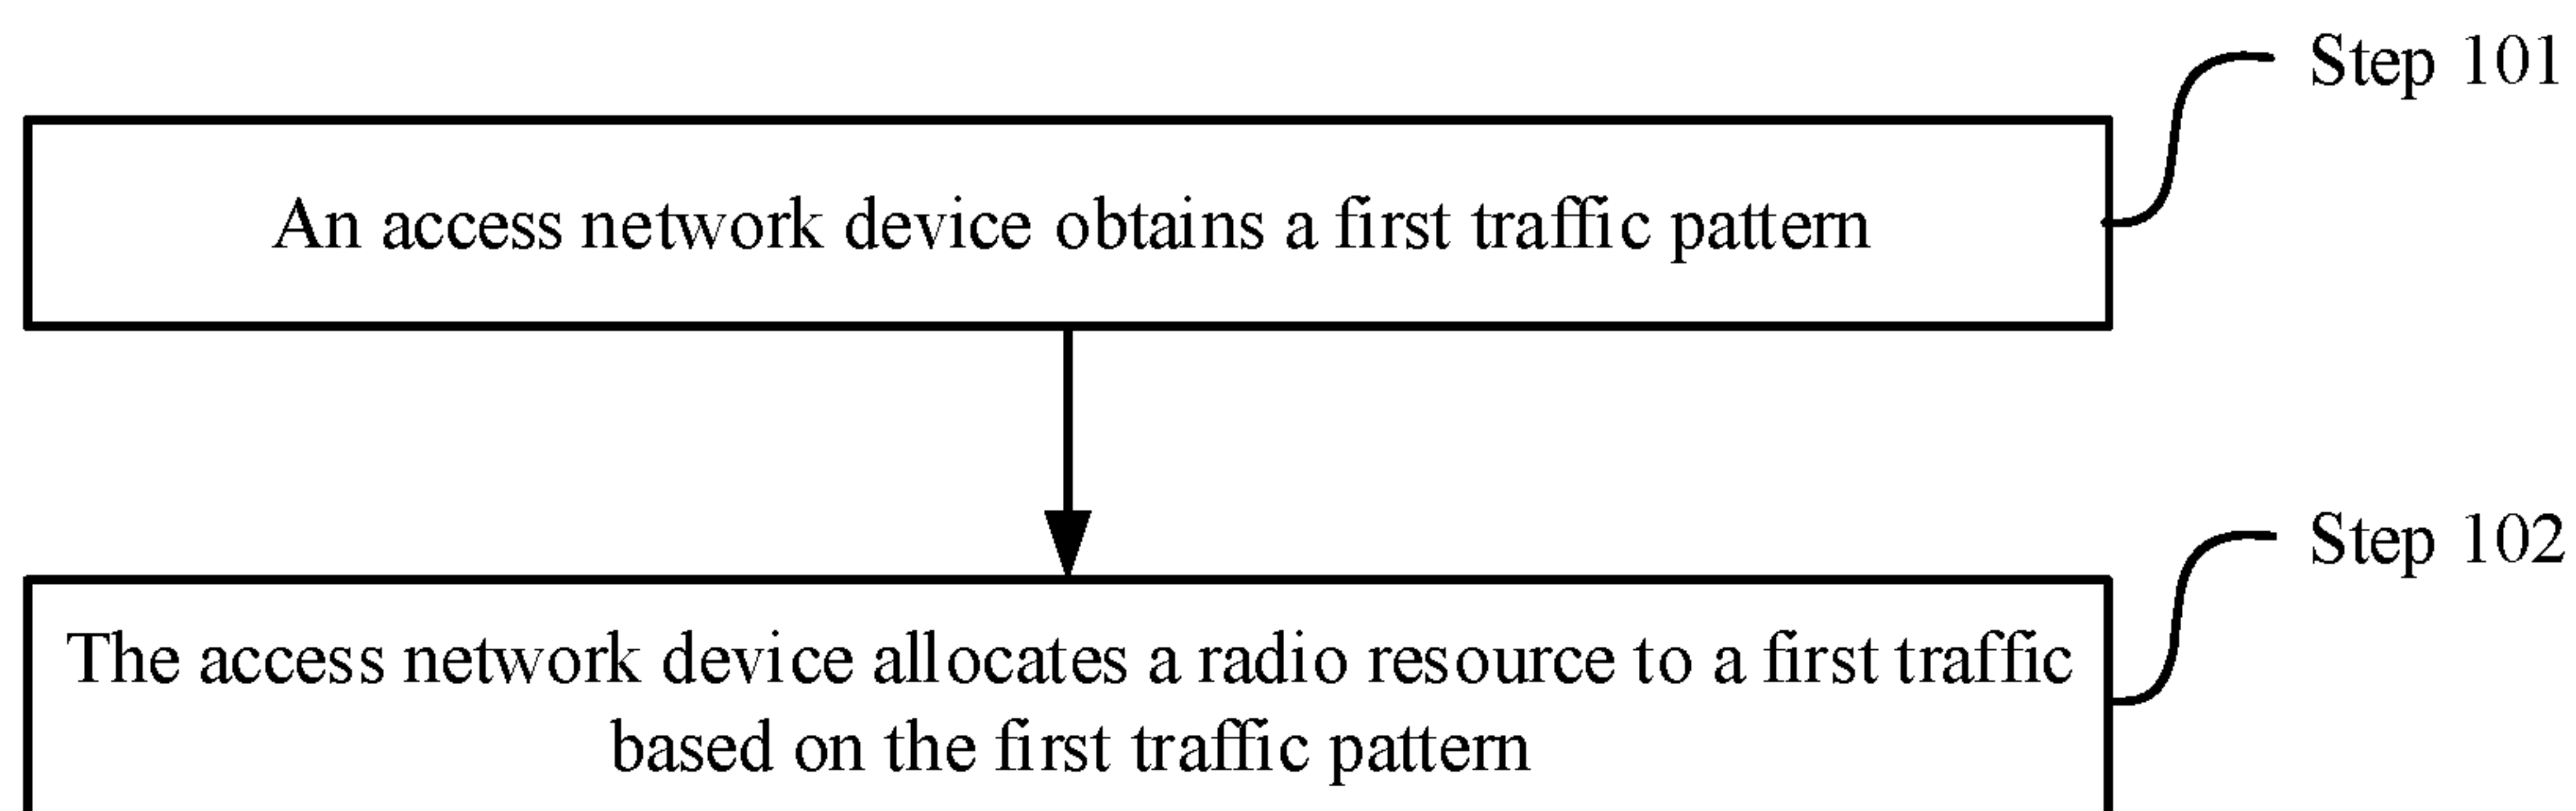 Step 101
An access network device obtains a first traffic pattern
Step 102
The access network device allocates a radio resource to a first traffic
based on the first traffic pattern